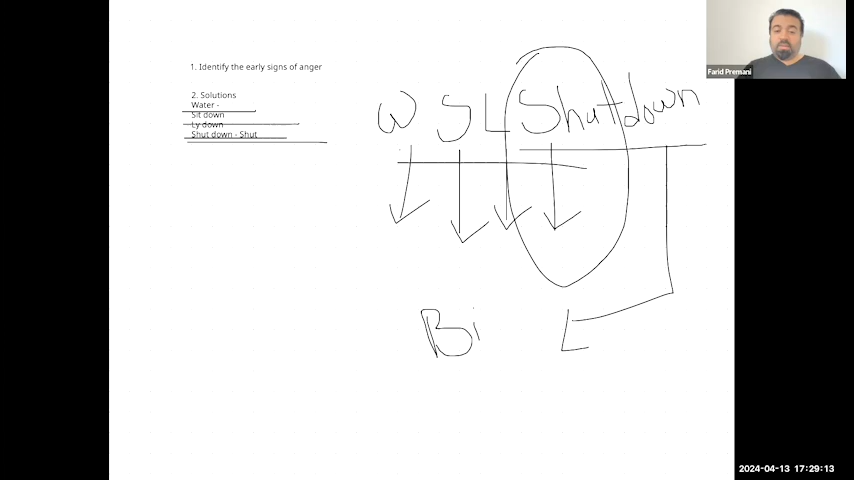 1. Identify the early signs of anger
2. Solutions
Water -
Sit down
Ly down
Shut down - Shut
W S L Shutdown
Bi
Farid Premani
2024-04-13 17:29:13